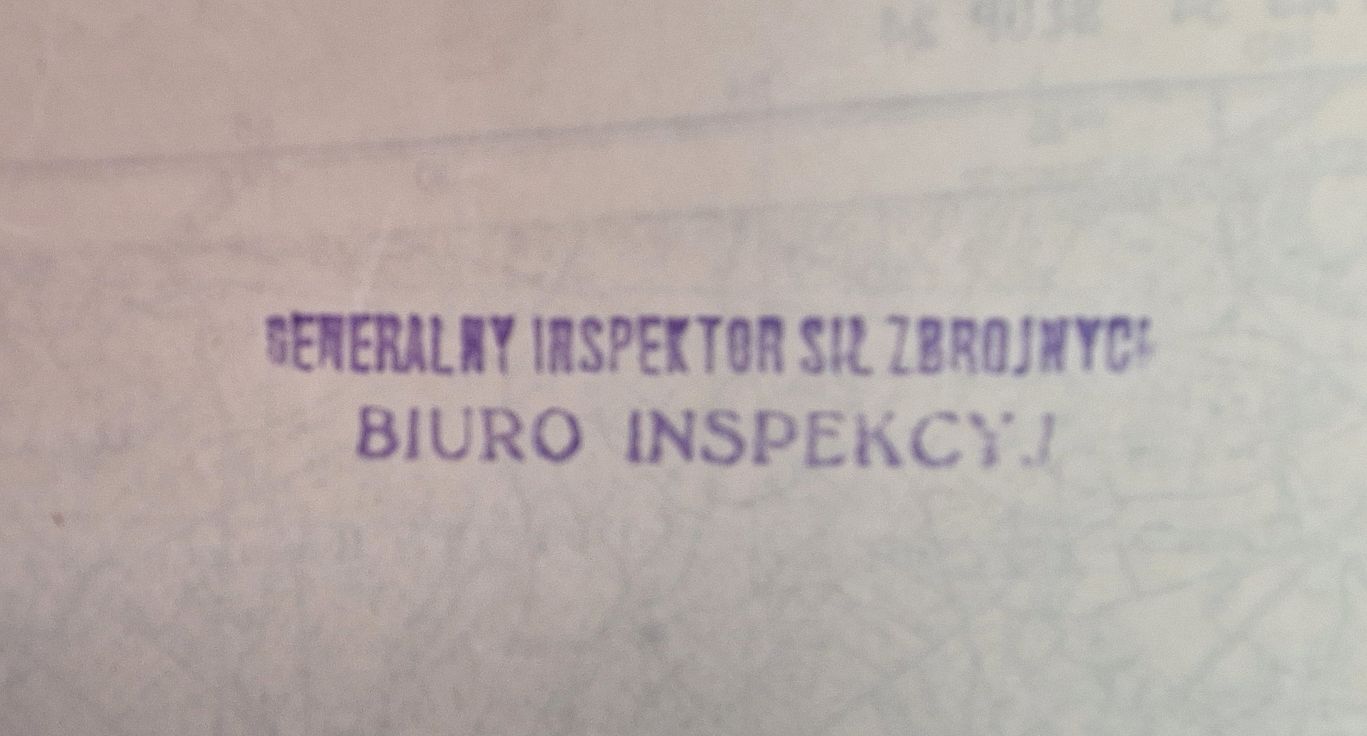 GENERALNY INSPEKTOR SIŁ ZBROJNYCH
BIURO INSPEKCYJ